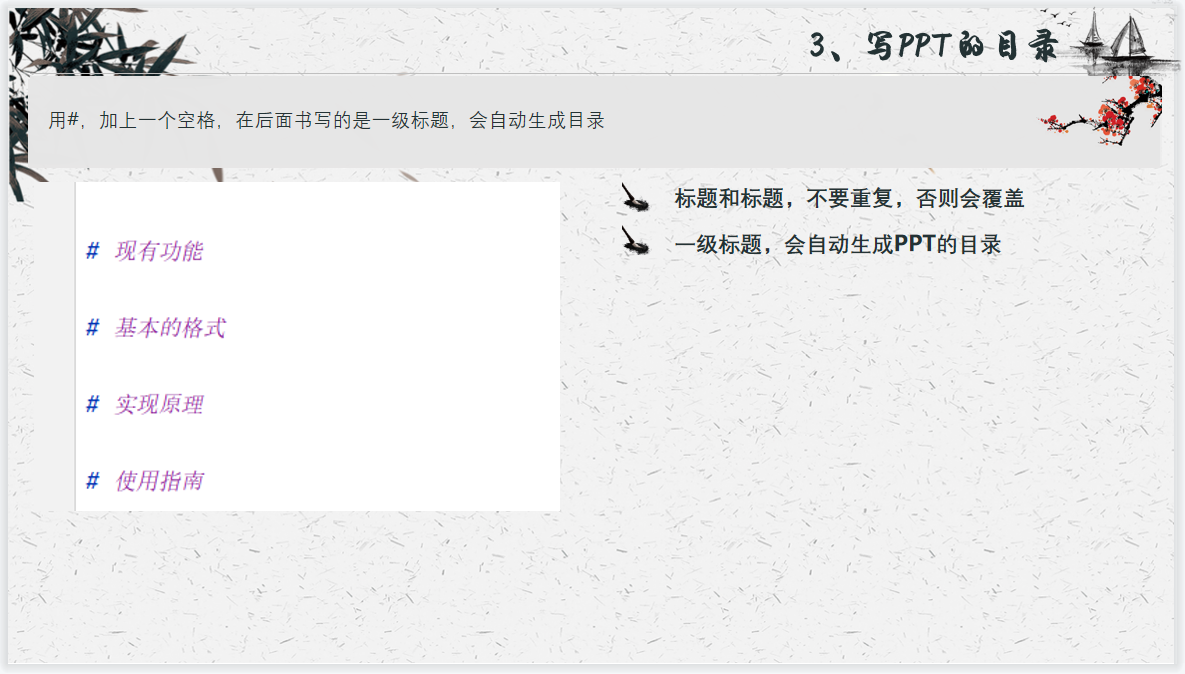 3、写PPT的目录
用#，加上一个空格，在后面书写的是一级标题，会自动生成目录
# 现有功能
# 基本的格式
# 实现原理
# 使用指南
标题和标题，不要重复，否则会覆盖
一级标题，会自动生成PPT的目录